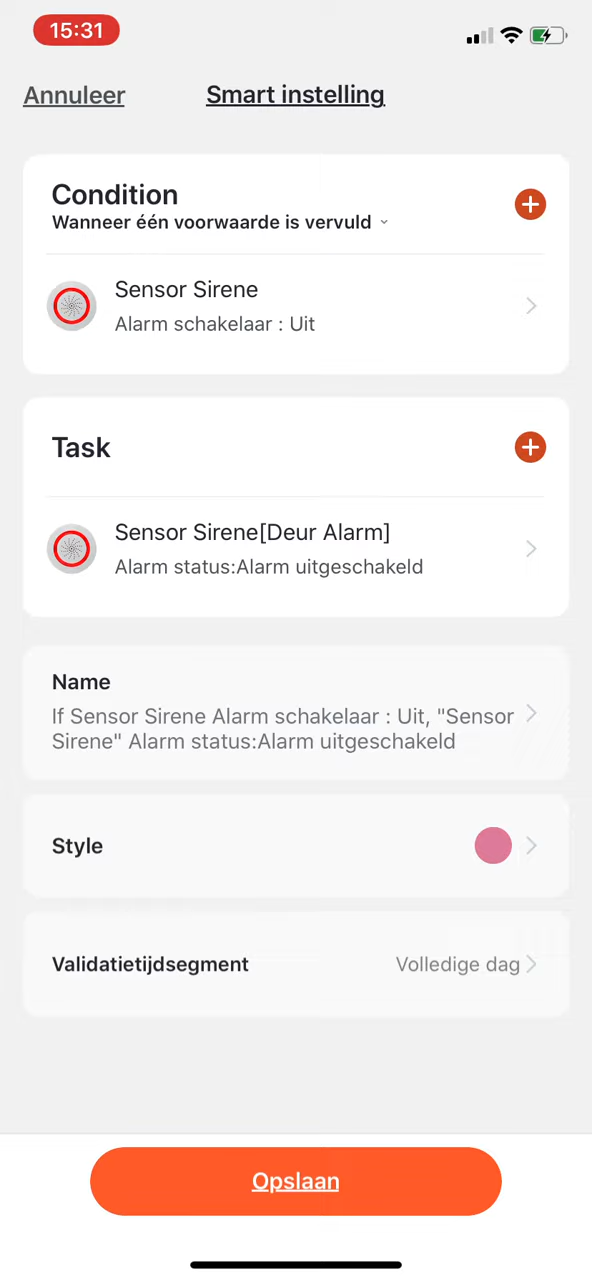 15:31
Annuleer
Smart instelling
Condition
Wanneer één voorwaarde is vervuld
Sensor Sirene
Alarm schakelaar : Uit
Task
Sensor Sirene[Deur Alarm]
Alarm status:Alarm uitgeschakeld
Name
If Sensor Sirene Alarm schakelaar : Uit, "Sensor
Sirene" Alarm status:Alarm uitgeschakeld
Style
Validatietijdsegment
Volledige dag
Opslaan